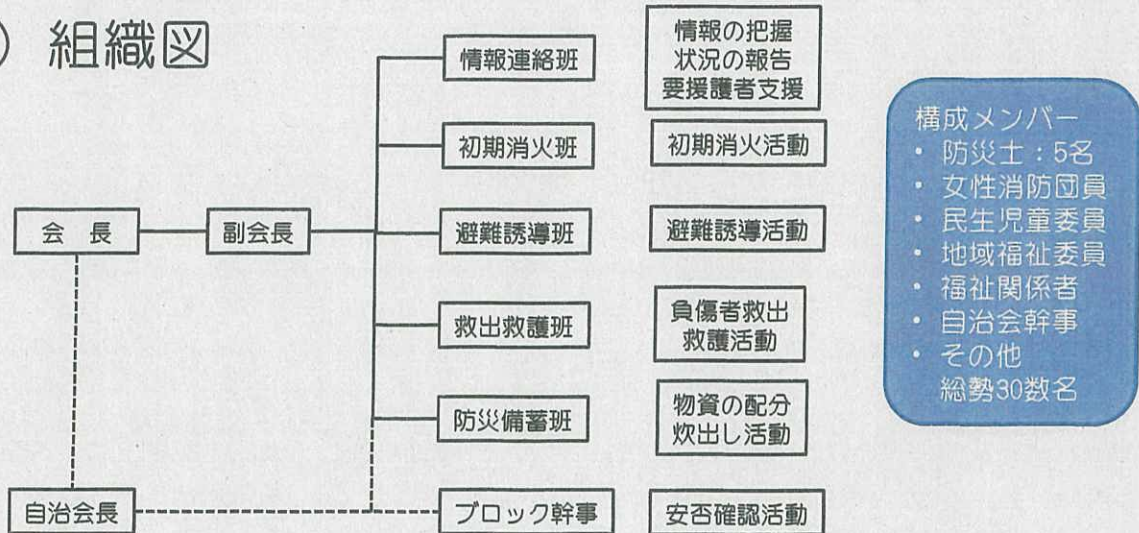 組織図
情報連絡班
情報の把握
状況の報告
要援護者支援
初期消火班
初期消火活動
会 長
副会長
避難誘導班
避難誘導活動
救出救護班
負傷者救出
救護活動
防災備蓄班
物資の配分
炊出し活動
自治会長
ブロック幹事
安否確認活動
構成メンバー
・ 防災士：5名
・ 女性消防団員
・ 民生児童委員
・ 地域福祉委員
・ 福祉関係者
・ 自治会幹事
・ その他
総勢30数名